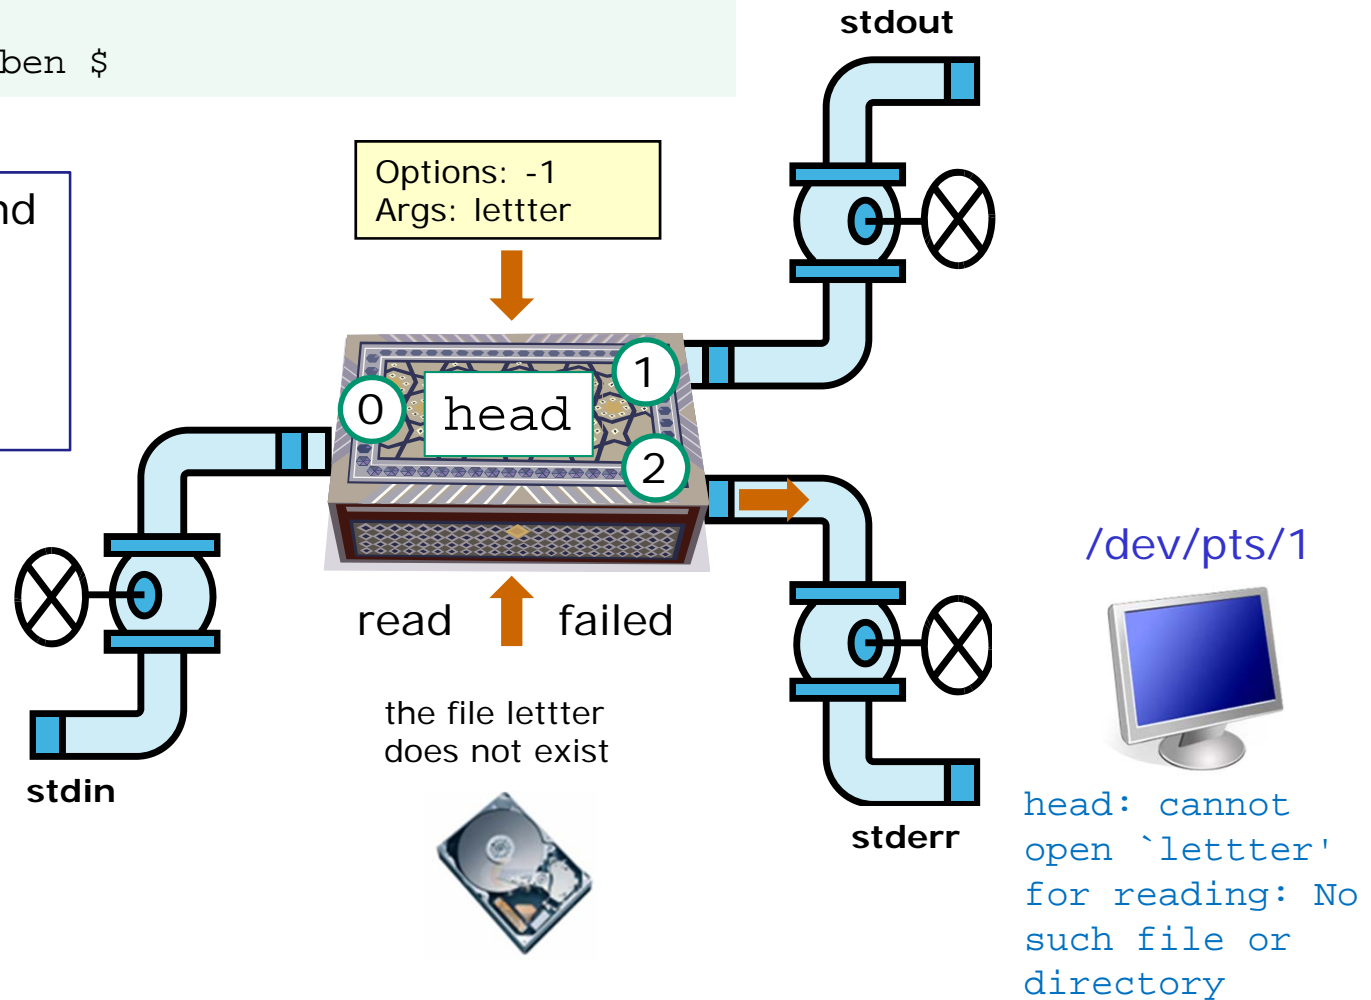 ben $
stdout
Options: -1
Args: lettter
nd
1
0
head
2
/dev/pts/1
read failed
the file lettter
does not exist
stdin
stderr
head: cannot
open `lettter'
for reading: No
such file or
directory